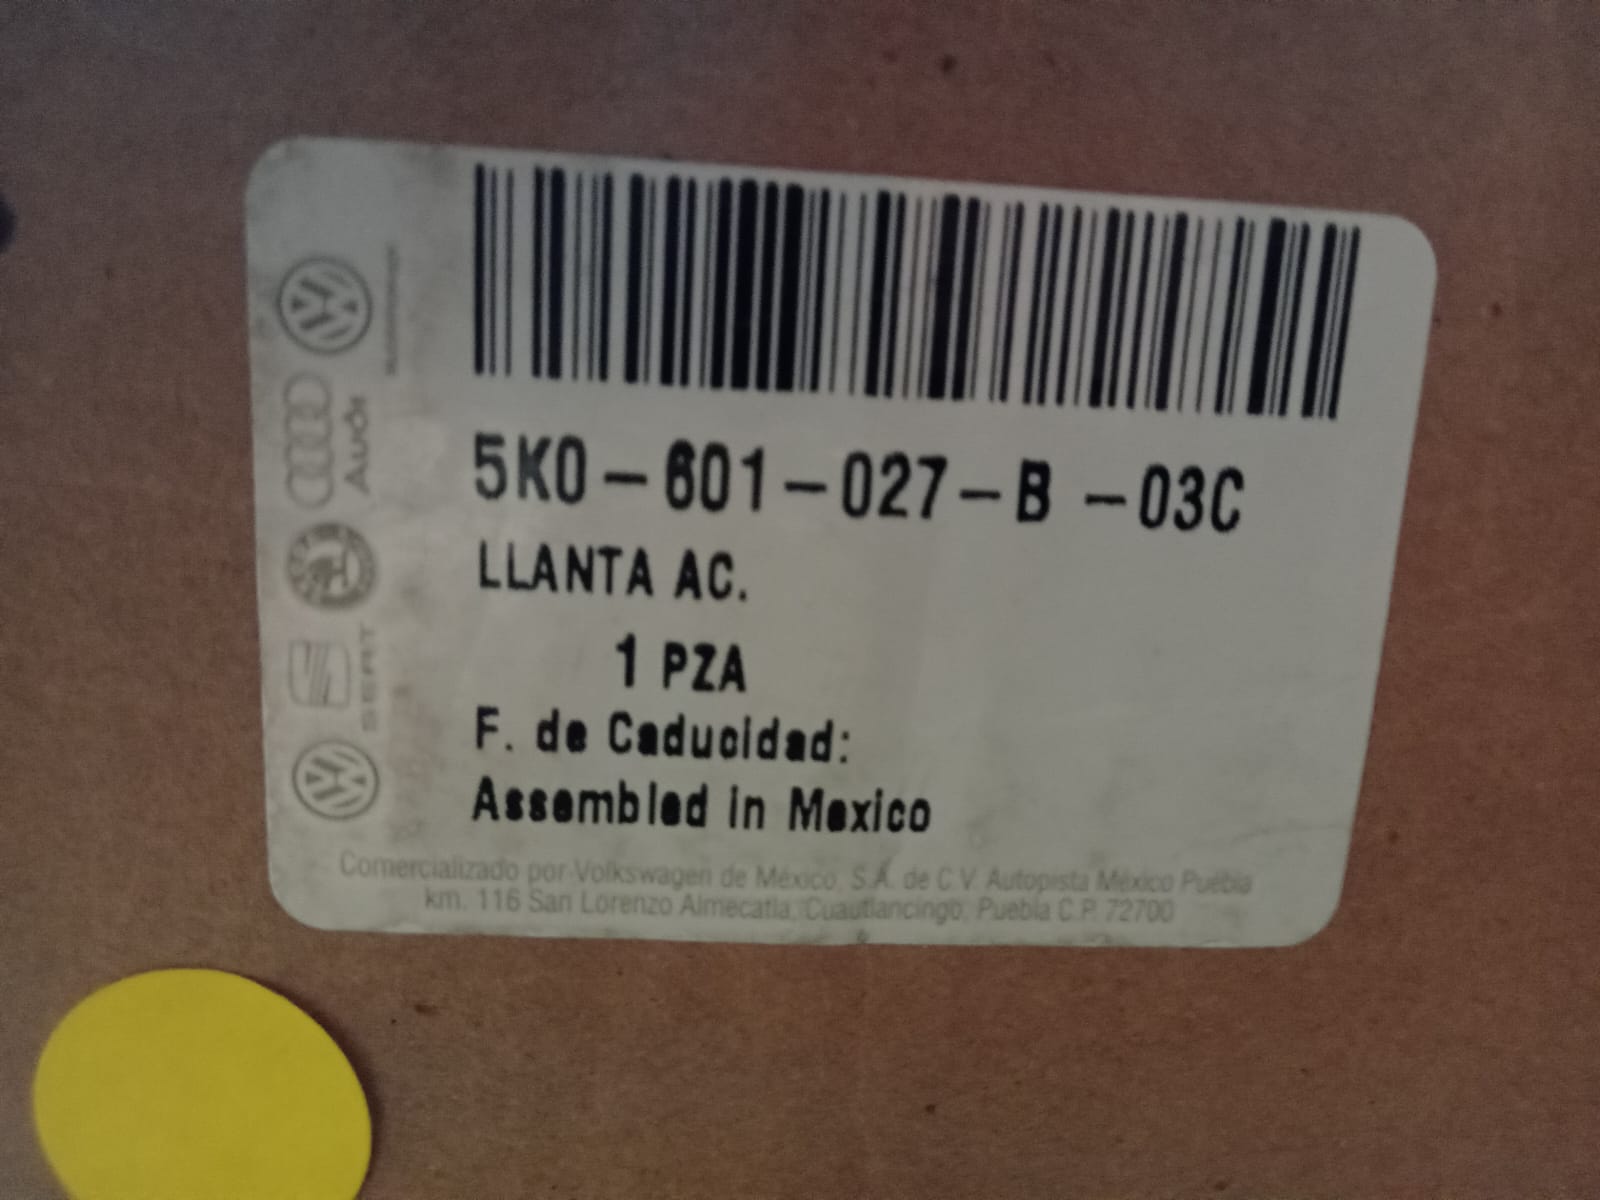 5K0-601-027-B -03C
LLANTA AC.
1 PZA
F. de Caducidad:
Assembled in Mexico
Comercializado por Volkswagen de México, S.A. de C.V. Autopista México Puebla
km. 116 San Lorenzo Almecatla, Cuautlancingo, Puebla C.P. 72700
Audi
SEAT